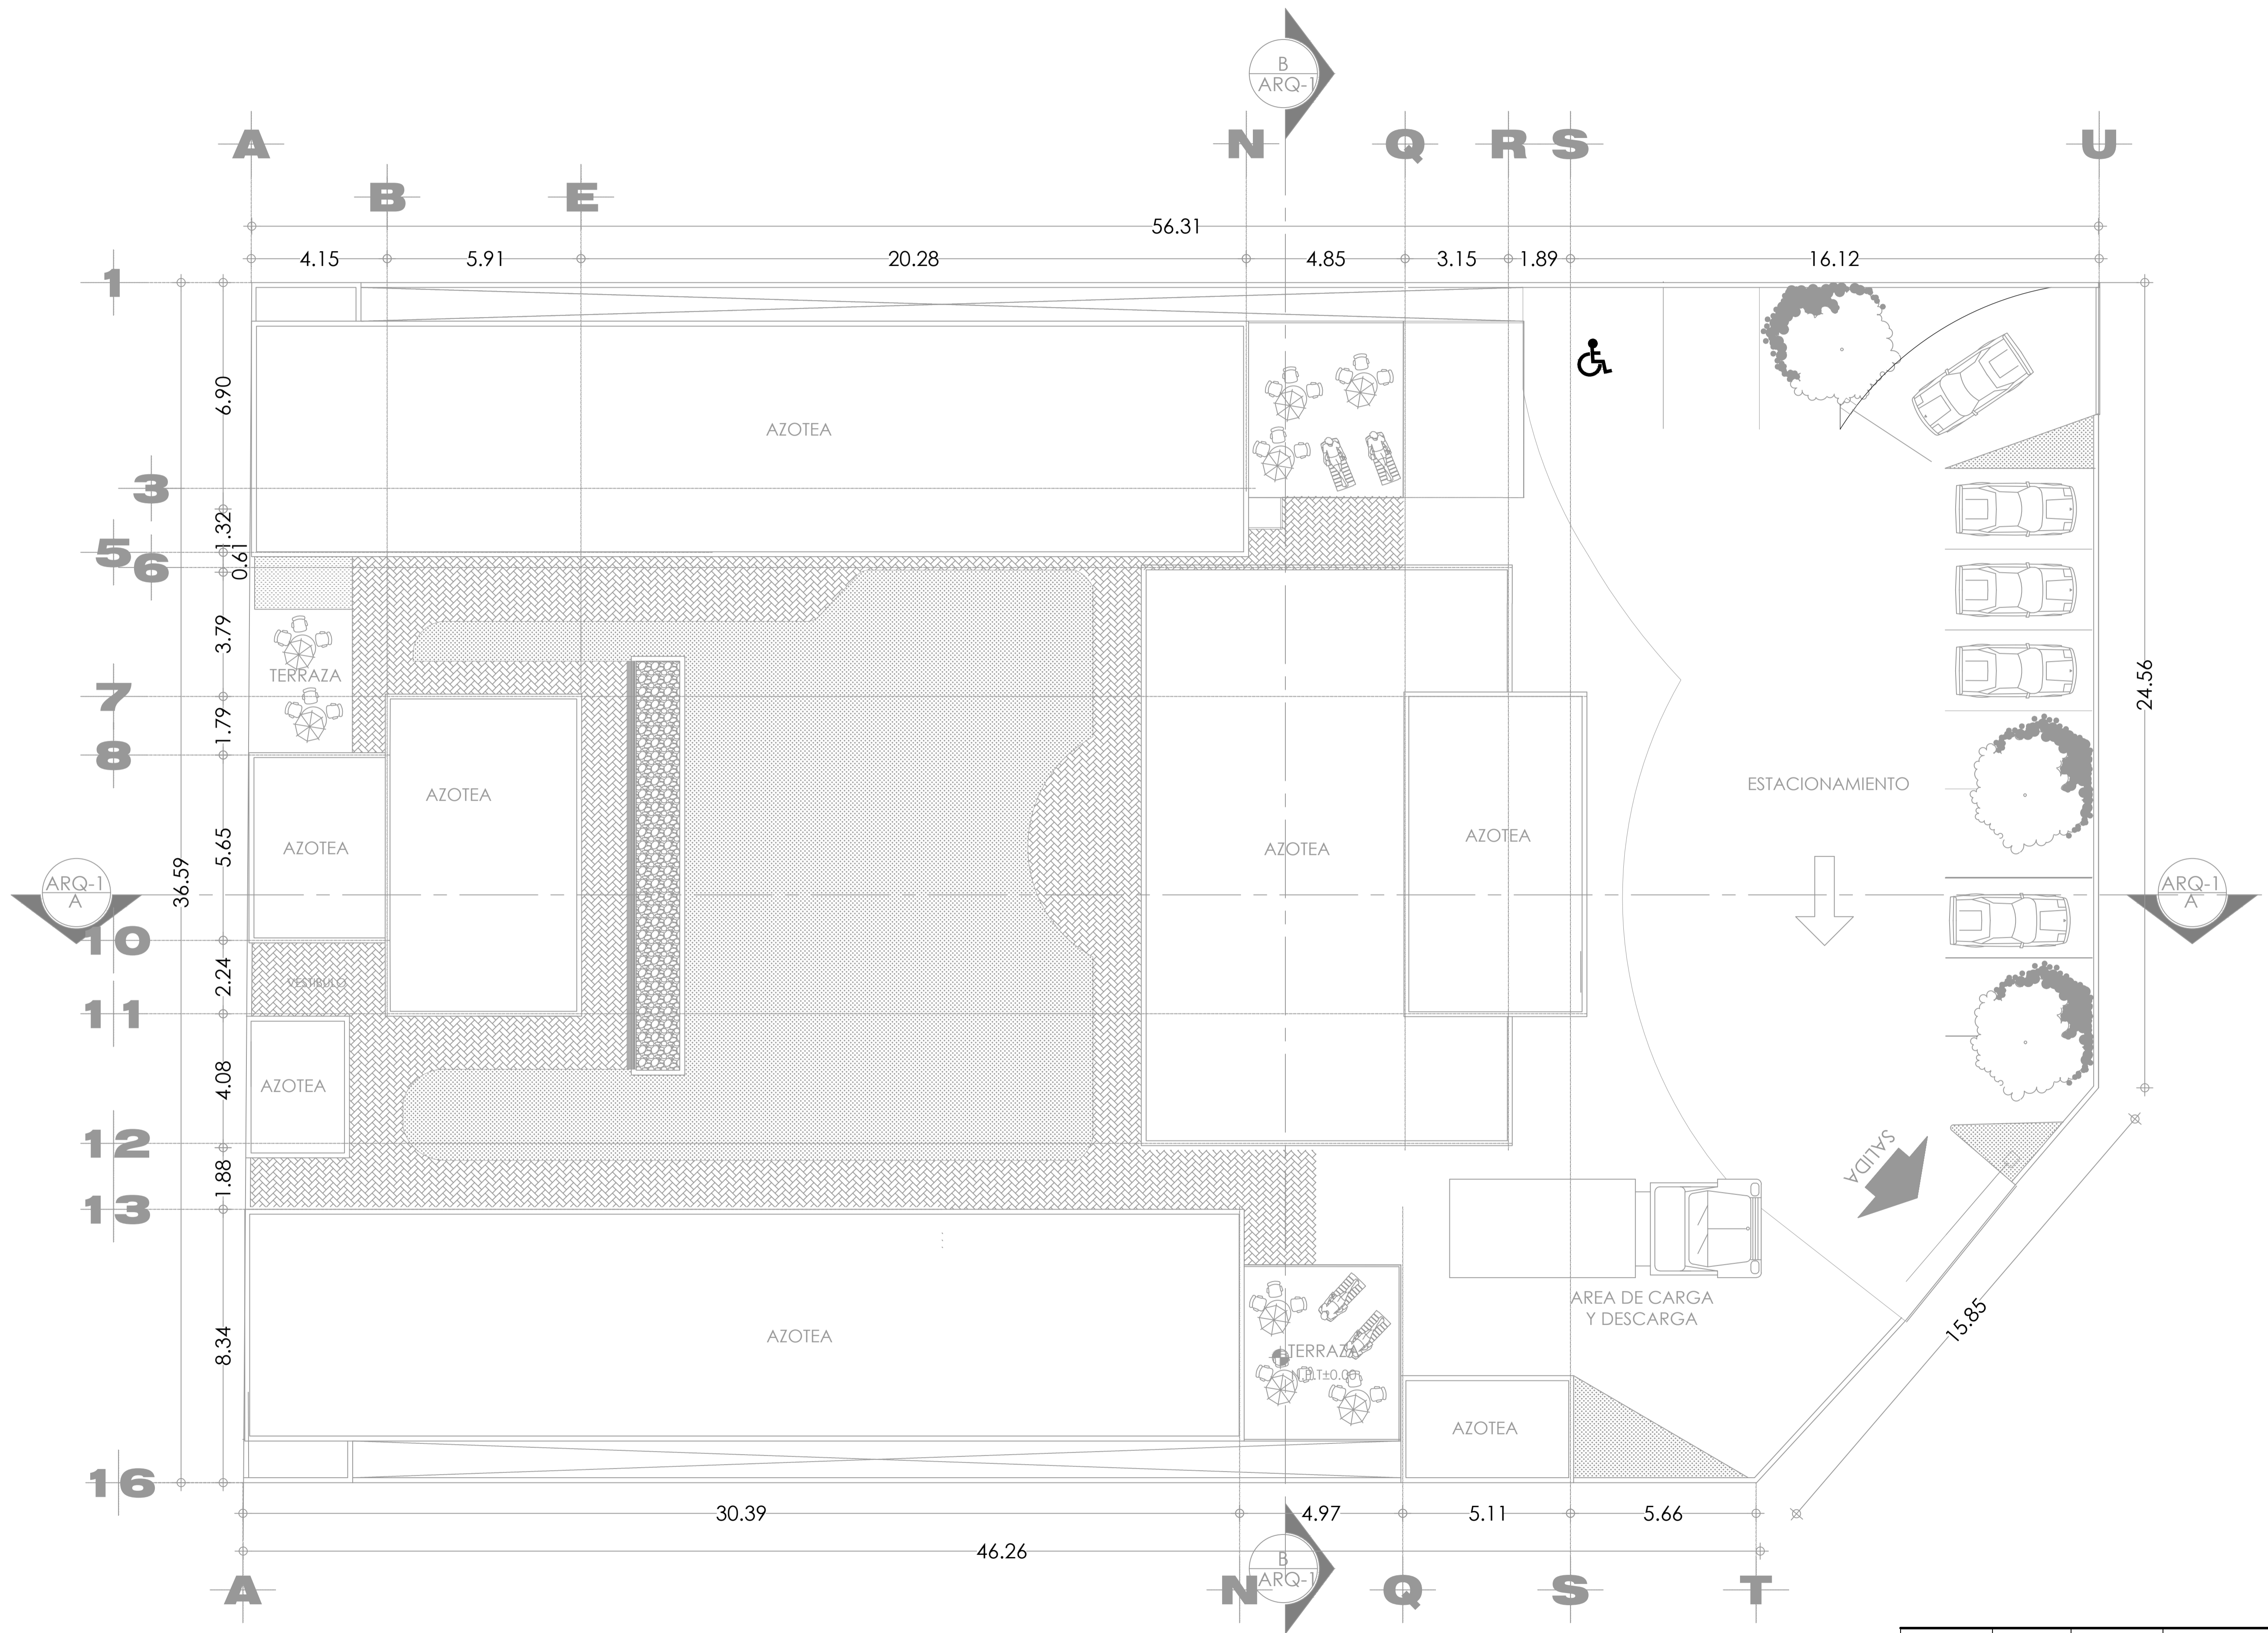 B
ARQ-1
A
N
Q
R
S
U
B
E
56.31
4.15
5.91
20.28
4.85
3.15
1.89
16.12
1
6.90
AZOTEA
3
1.32
5
6
0.61
3.79
TERRAZA
7
1.79
8
24.56
ESTACIONAMIENTO
AZOTEA
AZOTEA
AZOTEA
AZOTEA
5.65
36.59
ARQ-1
A
ARQ-1
A
10
2.24
VESTIBULO
11
4.08
AZOTEA
12
1.88
SALIDA
13
AREA DE CARGA
Y DESCARGA
15.85
8.34
AZOTEA
TERRAZA
N.P.T±0.00
AZOTEA
16
30.39
4.97
5.11
5.66
46.26
B
ARQ-1
A
N
Q
S
T